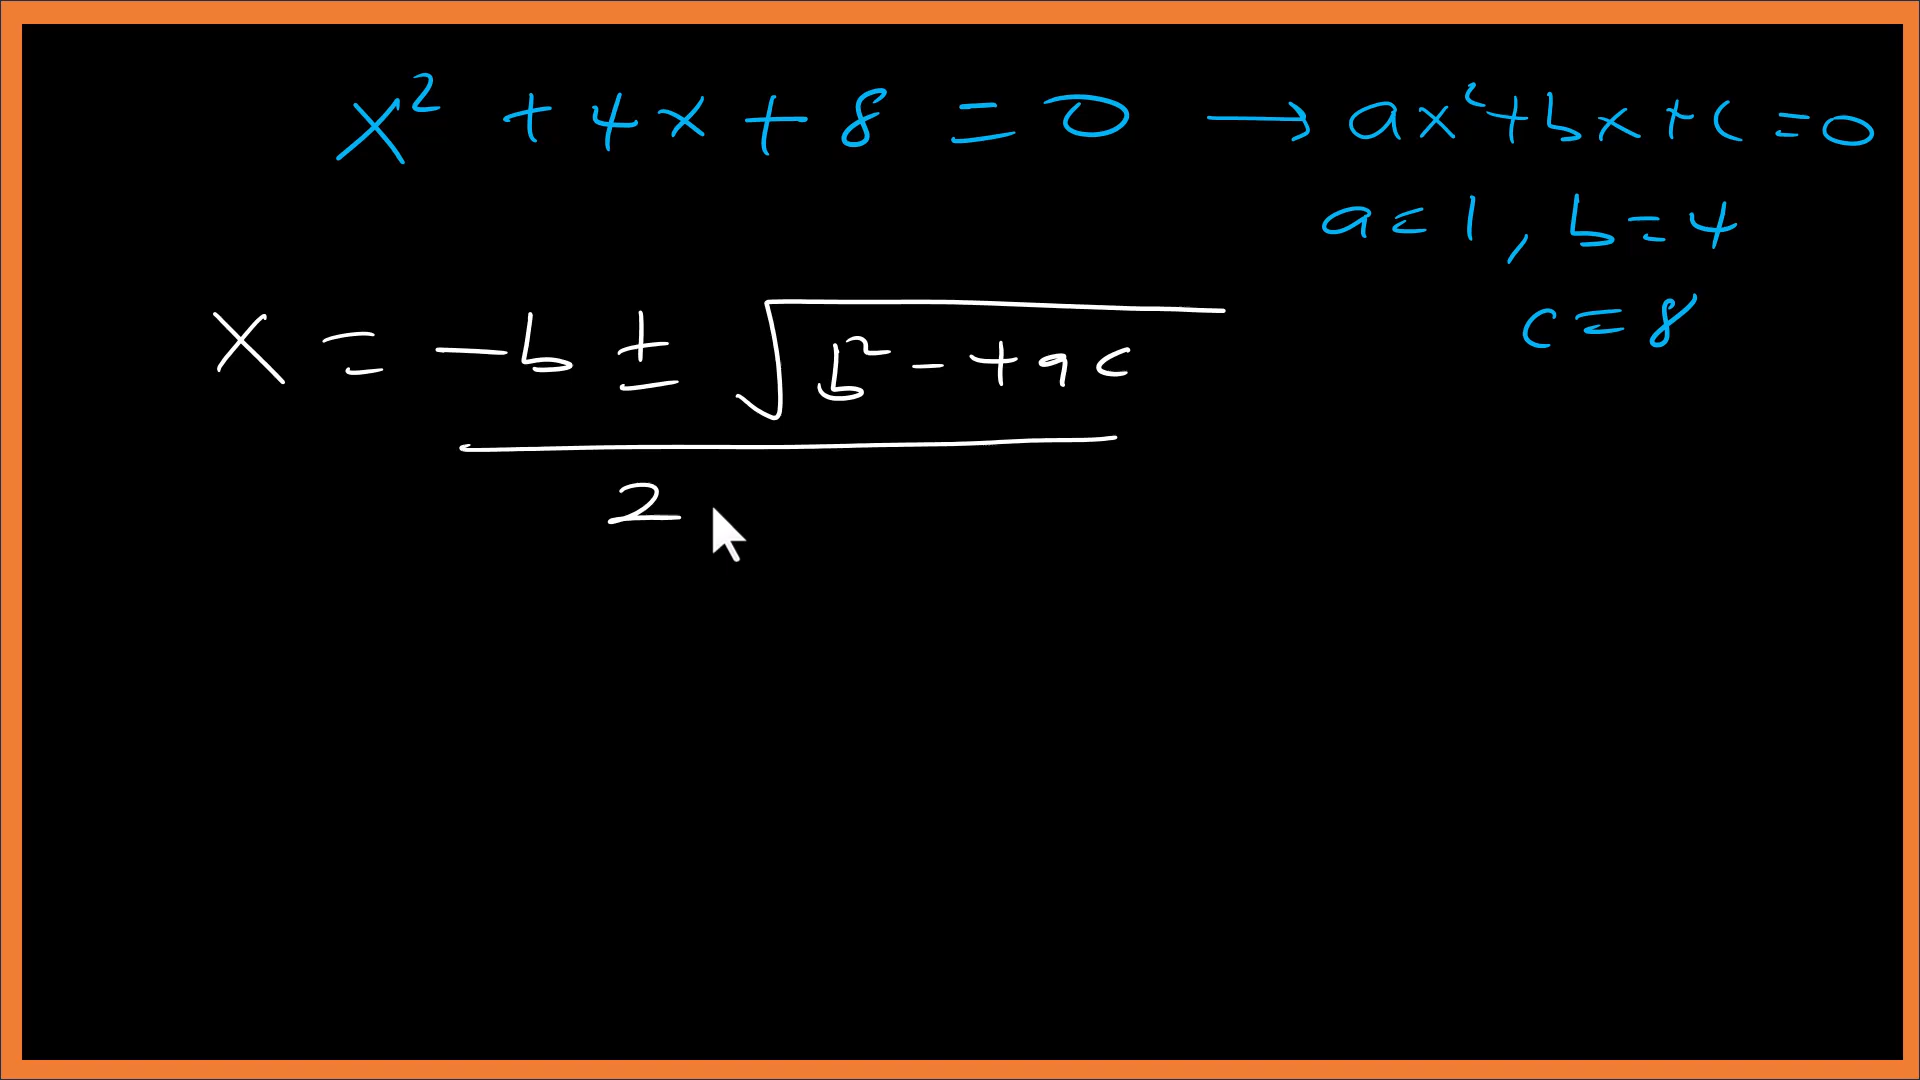 x² + 4x + 8 = 0 → ax² + bx + c = 0
a = 1, b = 4
c = 8
x = -b ± √b² - 4ac
2